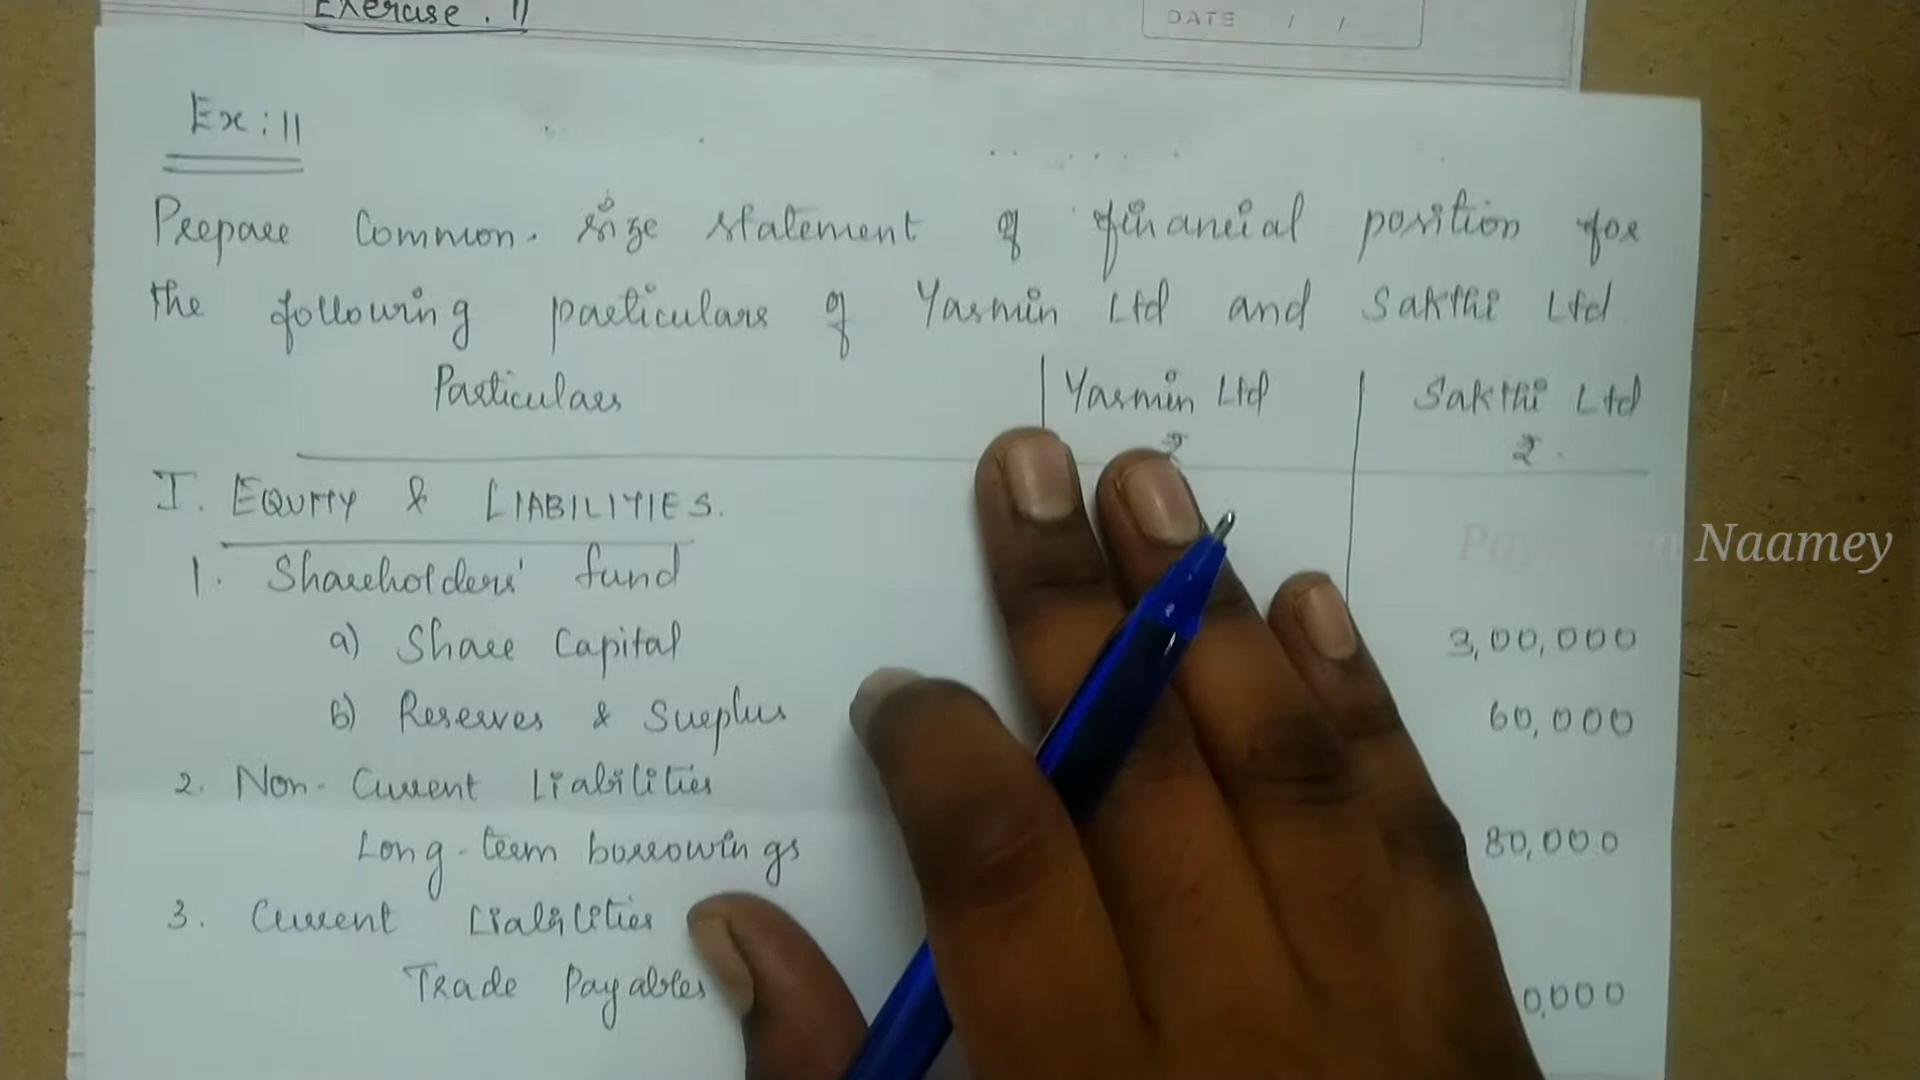 Exercise . 11
DATE / /
Ex : 11
Prepare Common - size statement of financial position for
the following particulars of Yasmin Ltd and Sakthi Ltd.
Particulars Yasmin Ltd Sakthi Ltd
₹ ₹
I. EQUITY & LIABILITIES.
1. Shareholders' fund
a) Share Capital 3,00,000
b) Reserves & Surplus 60,000
2. Non - Current Liabilities
Long - term borrowings 80,000
3. Current Liabilities
Trade Payables 0,000
Naamey